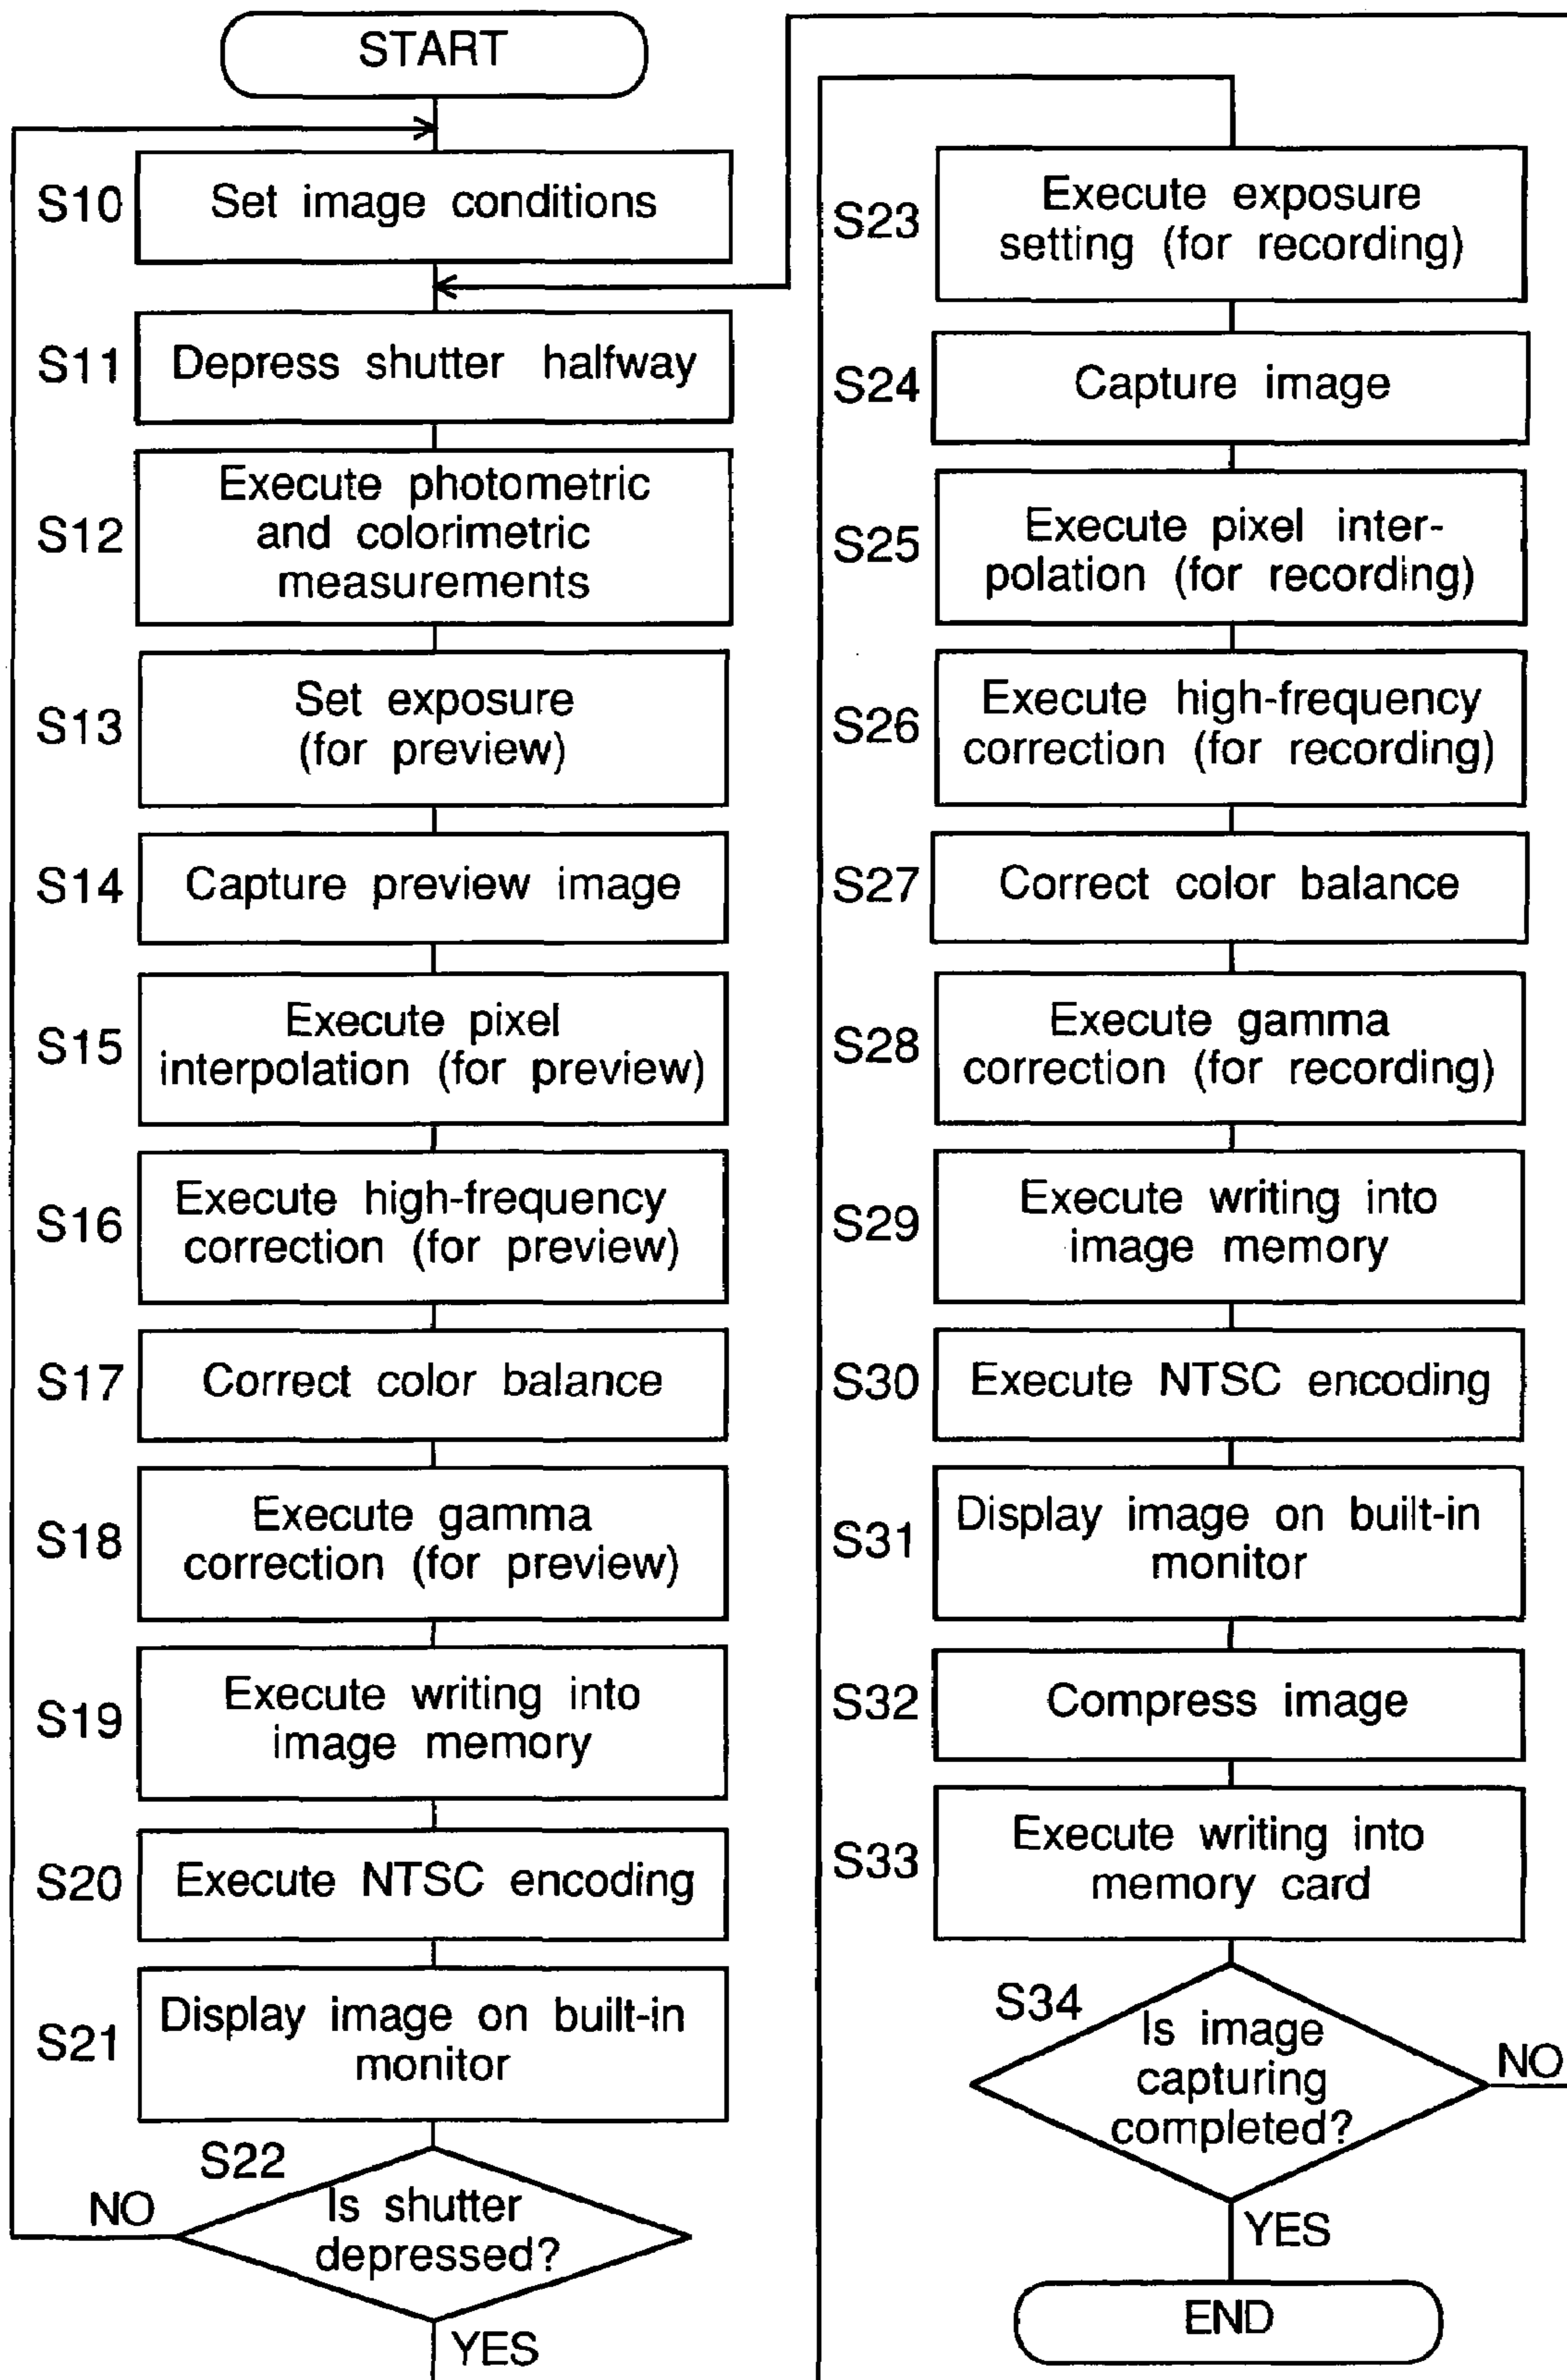 START
S10
Set image conditions
S11
Depress shutter halfway
S12
Execute photometric
and colorimetric
measurements
S13
Set exposure
(for preview)
S14
Capture preview image
S15
Execute pixel
interpolation (for preview)
S16
Execute high-frequency
correction (for preview)
S17
Correct color balance
S18
Execute gamma
correction (for preview)
S19
Execute writing into
image memory
S20
Execute NTSC encoding
S21
Display image on built-in
monitor
S22
Is shutter
depressed?
NO
YES
S23
Execute exposure
setting (for recording)
S24
Capture image
S25
Execute pixel inter-
polation (for recording)
S26
Execute high-frequency
correction (for recording)
S27
Correct color balance
S28
Execute gamma
correction (for recording)
S29
Execute writing into
image memory
S30
Execute NTSC encoding
S31
Display image on built-in
monitor
S32
Compress image
S33
Execute writing into
memory card
S34
Is image
capturing
completed?
NO
YES
END